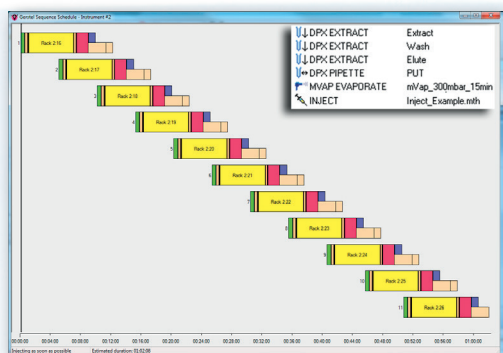 Gerstel Sequence Schedule - Instrument #2
DPX EXTRACT Extract
DPX EXTRACT Wash
DPX EXTRACT Elute
DPX PIPETTE PUT
MVAP EVAPORATE mVap_300mbar_15min
INJECT Inject_Example.mth
1 Rack 2:16
2 Rack 2:17
3 Rack 2:18
4 Rack 2:19
5 Rack 2:20
6 Rack 2:21
7 Rack 2:22
8 Rack 2:23
9 Rack 2:24
10 Rack 2:25
11 Rack 2:26
00:00:00 00:04:00 00:08:00 00:12:00 00:16:00 00:20:00 00:24:00 00:28:00 00:32:00 00:36:00 00:40:00 00:44:00 00:48:00 00:52:00 00:56:00 01:00:00
Injecting as soon as possible Estimated duration: 01:02:08